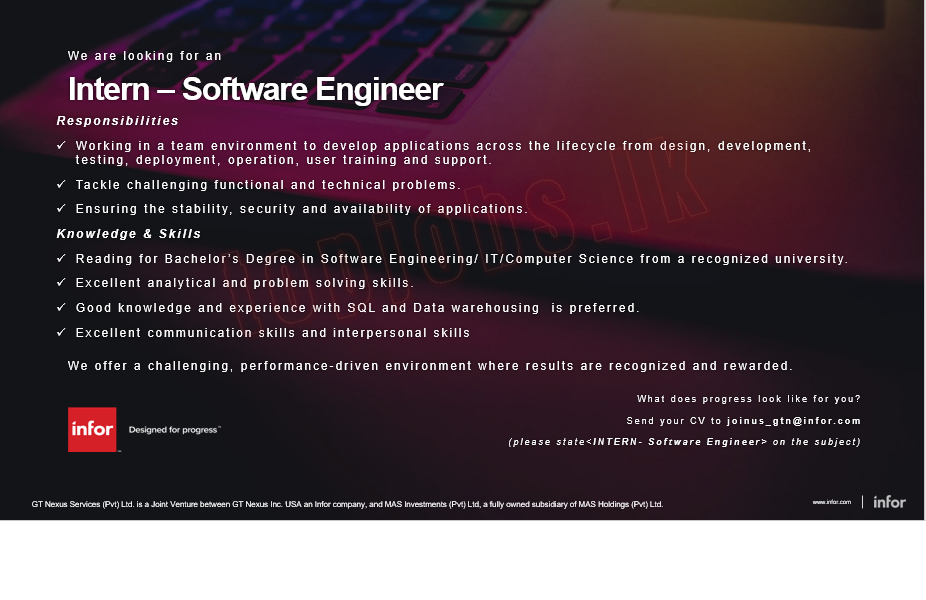 We are looking for an
Intern – Software Engineer
Responsibilities
✓ Working in a team environment to develop applications across the lifecycle from design, development,
testing, deployment, operation, user training and support.
✓ Tackle challenging functional and technical problems.
✓ Ensuring the stability, security and availability of applications.
Knowledge & Skills
✓ Reading for Bachelor’s Degree in Software Engineering/ IT/Computer Science from a recognized university.
✓ Excellent analytical and problem solving skills.
✓ Good knowledge and experience with SQL and Data warehousing  is preferred.
✓ Excellent communication skills and interpersonal skills
topjobs.lk
We offer a challenging, performance-driven environment where results are recognized and rewarded.
What does progress look like for you?
Send your CV to joinus_gtn@infor.com
(please state<INTERN- Software Engineer> on the subject)
infor Designed for progress™
GT Nexus Services (Pvt) Ltd. is a Joint Venture between GT Nexus Inc. USA an Infor company, and MAS Investments (Pvt) Ltd, a fully owned subsidiary of MAS Holdings (Pvt) Ltd.
www.infor.com | infor